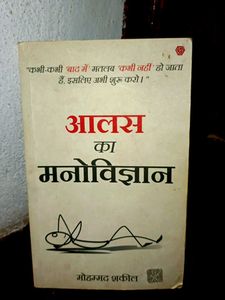 "कभी-कभी 'बाद में' मतलब 'कभी नहीं' हो जाता
है, इसलिए अभी शुरू करो।"
आलस
का
मनोविज्ञान
मोहम्मद शकील